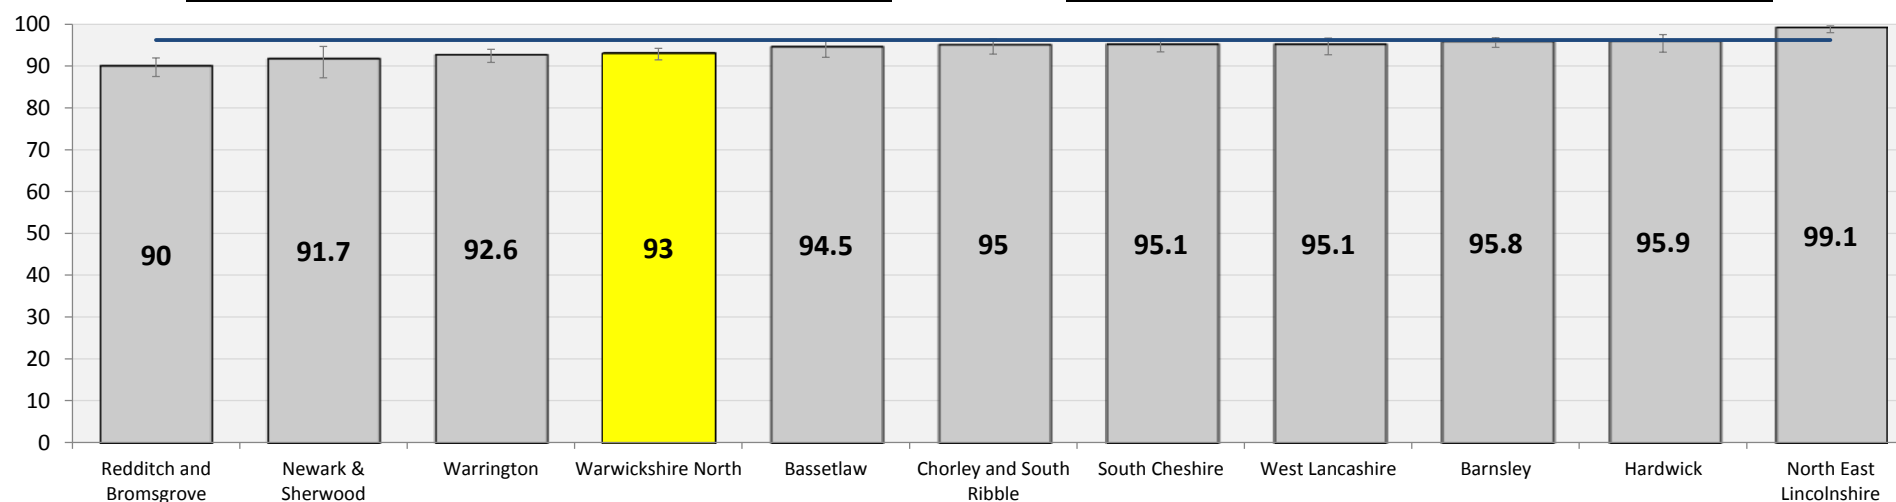 100
90
80
70
60
50
40
30
20
10
0
90
91.7
92.6
93
94.5
95
95.1
95.1
95.8
95.9
99.1
Redditch and
Bromsgrove
Newark &
Sherwood
Warrington
Warwickshire North
Bassetlaw
Chorley and South
Ribble
South Cheshire
West Lancashire
Barnsley
Hardwick
North East
Lincolnshire